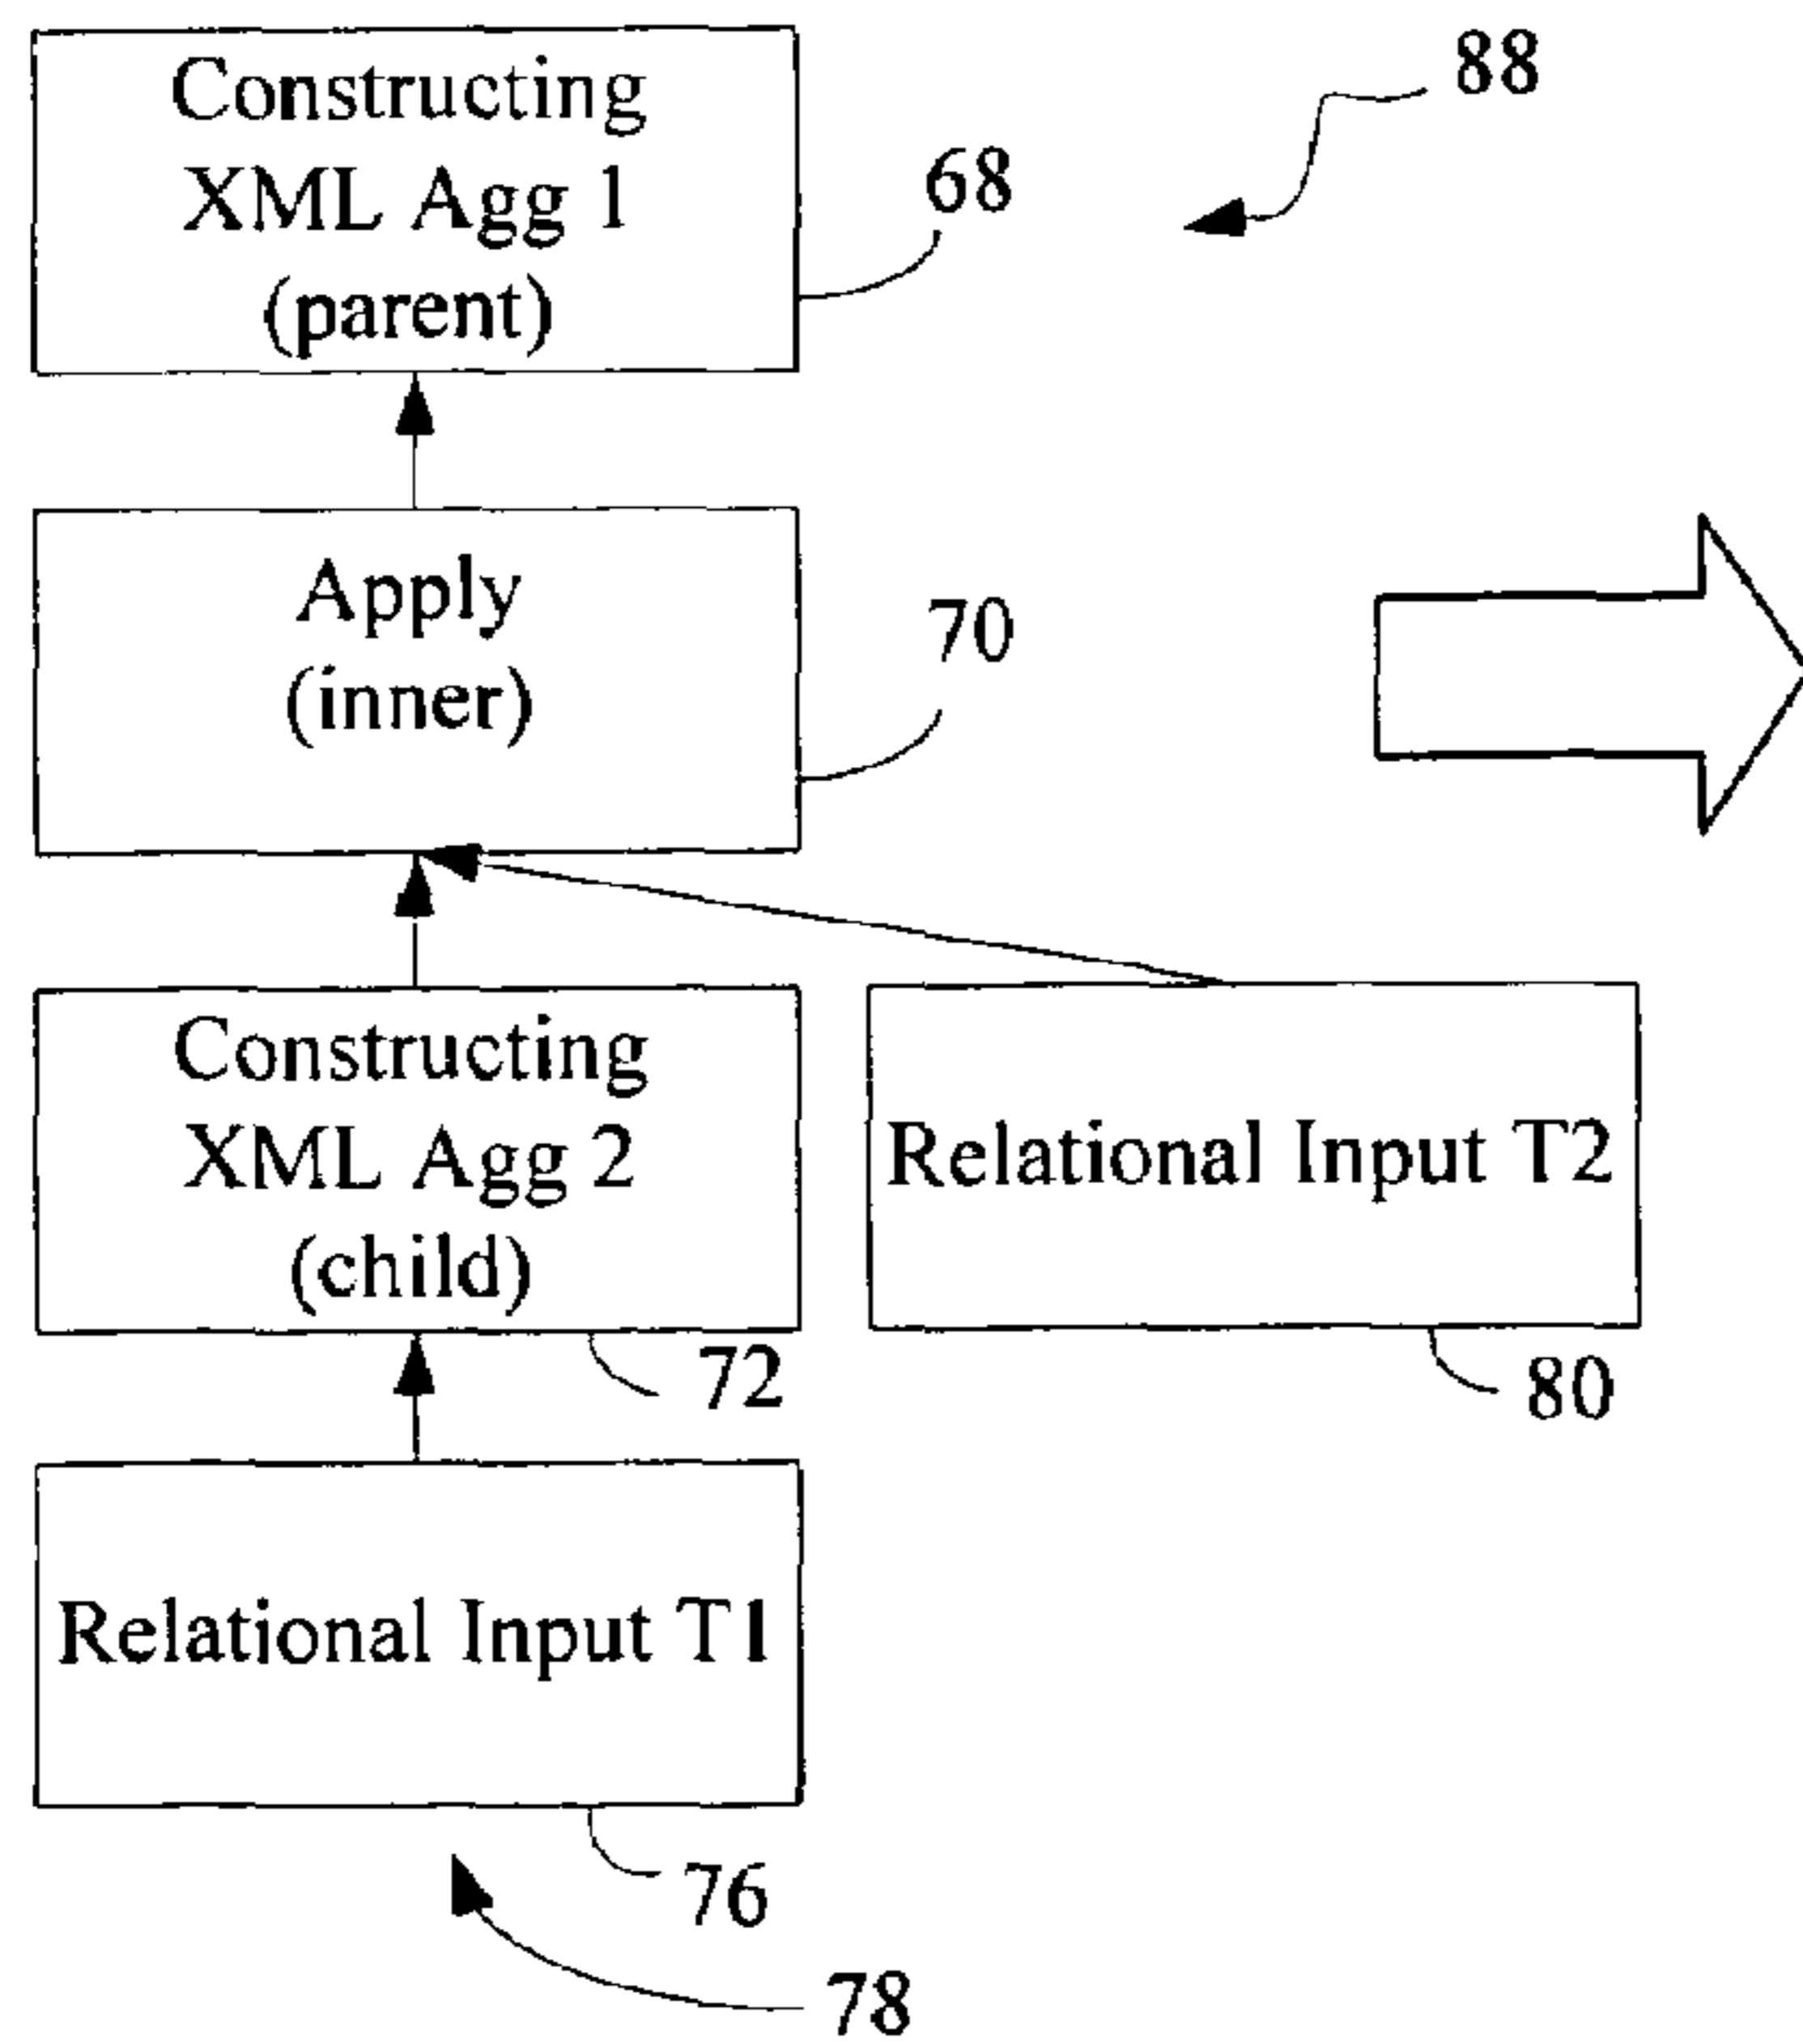 Constructing
XML Agg 1
(parent)
88
68
Apply
(inner)
70
Constructing
XML Agg 2
(child)
Relational Input T2
72
80
Relational Input T1
76
78